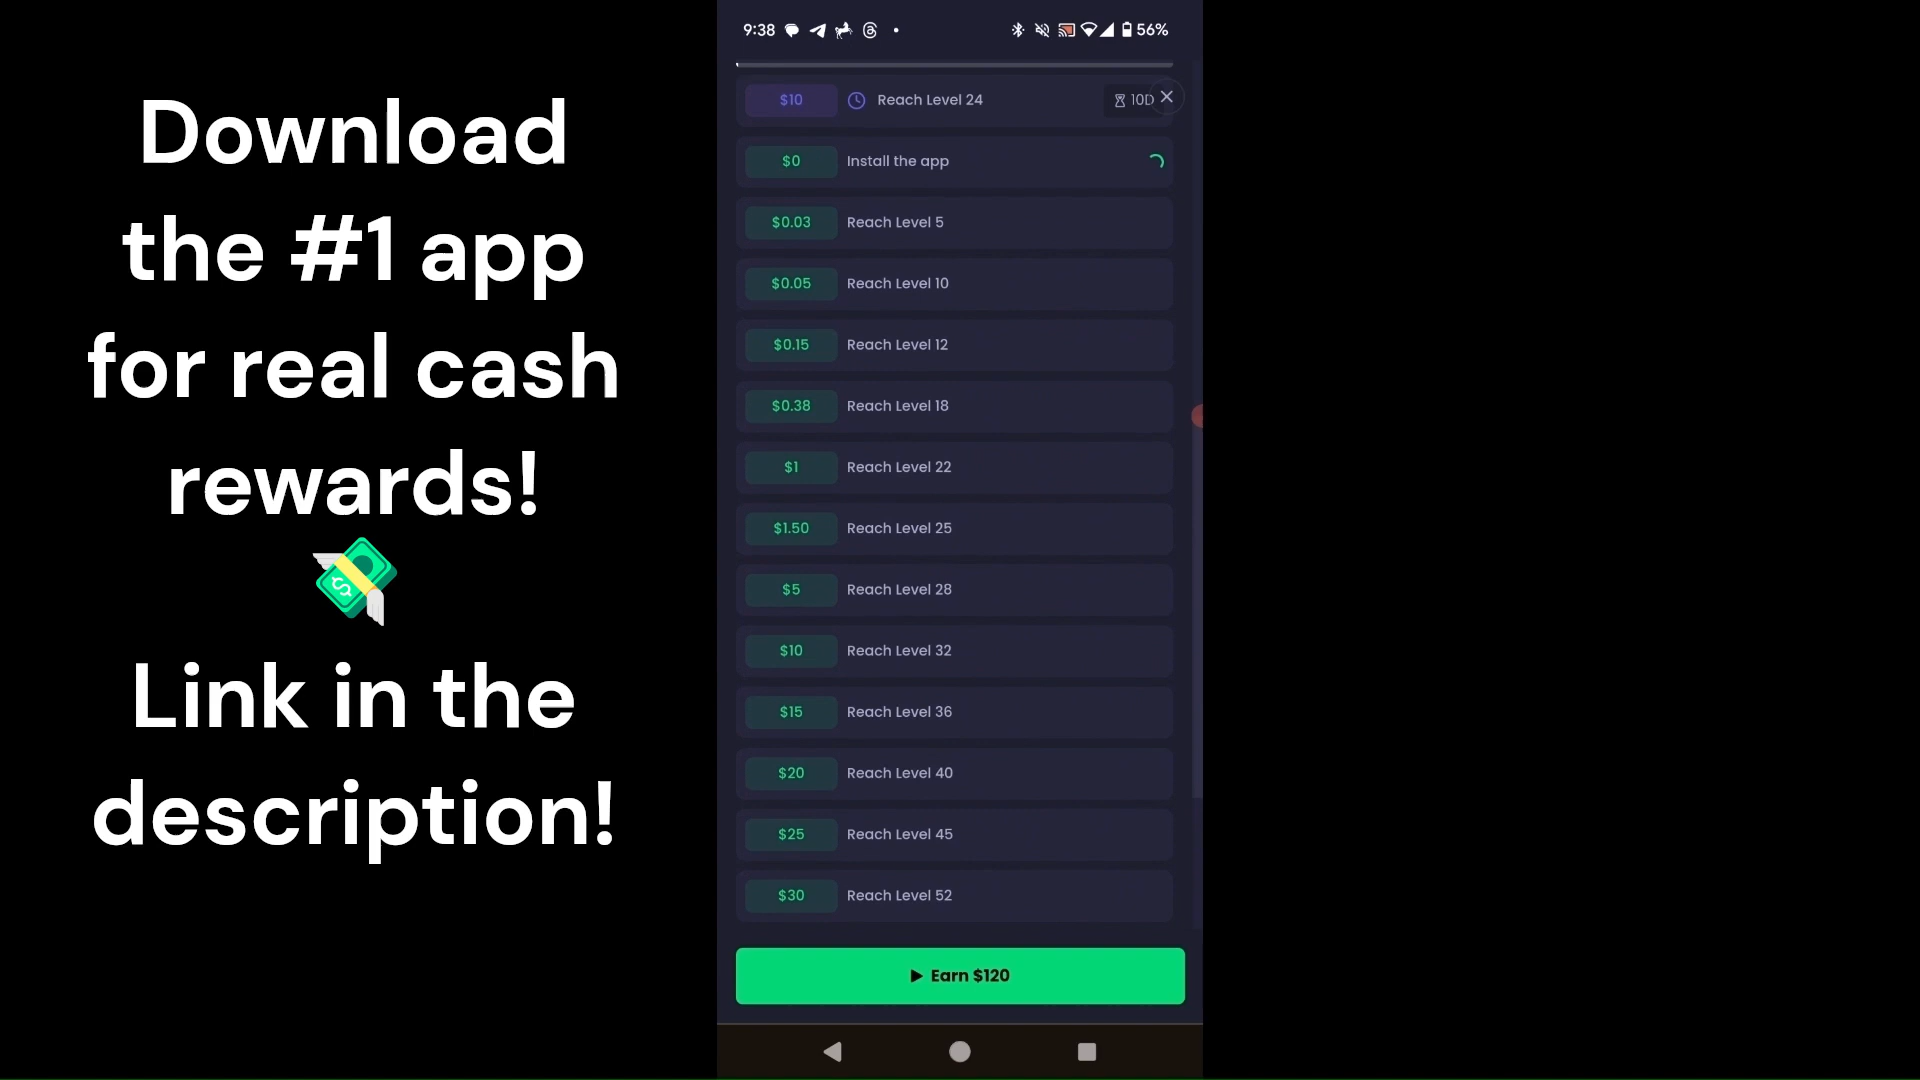 Download
the #1 app
for real cash
rewards!
Link in the
description!
9:38
56%
$10 Reach Level 24 10D
$0 Install the app
$0.03 Reach Level 5
$0.05 Reach Level 10
$0.15 Reach Level 12
$0.38 Reach Level 18
$1 Reach Level 22
$1.50 Reach Level 25
$5 Reach Level 28
$10 Reach Level 32
$15 Reach Level 36
$20 Reach Level 40
$25 Reach Level 45
$30 Reach Level 52
Earn $120